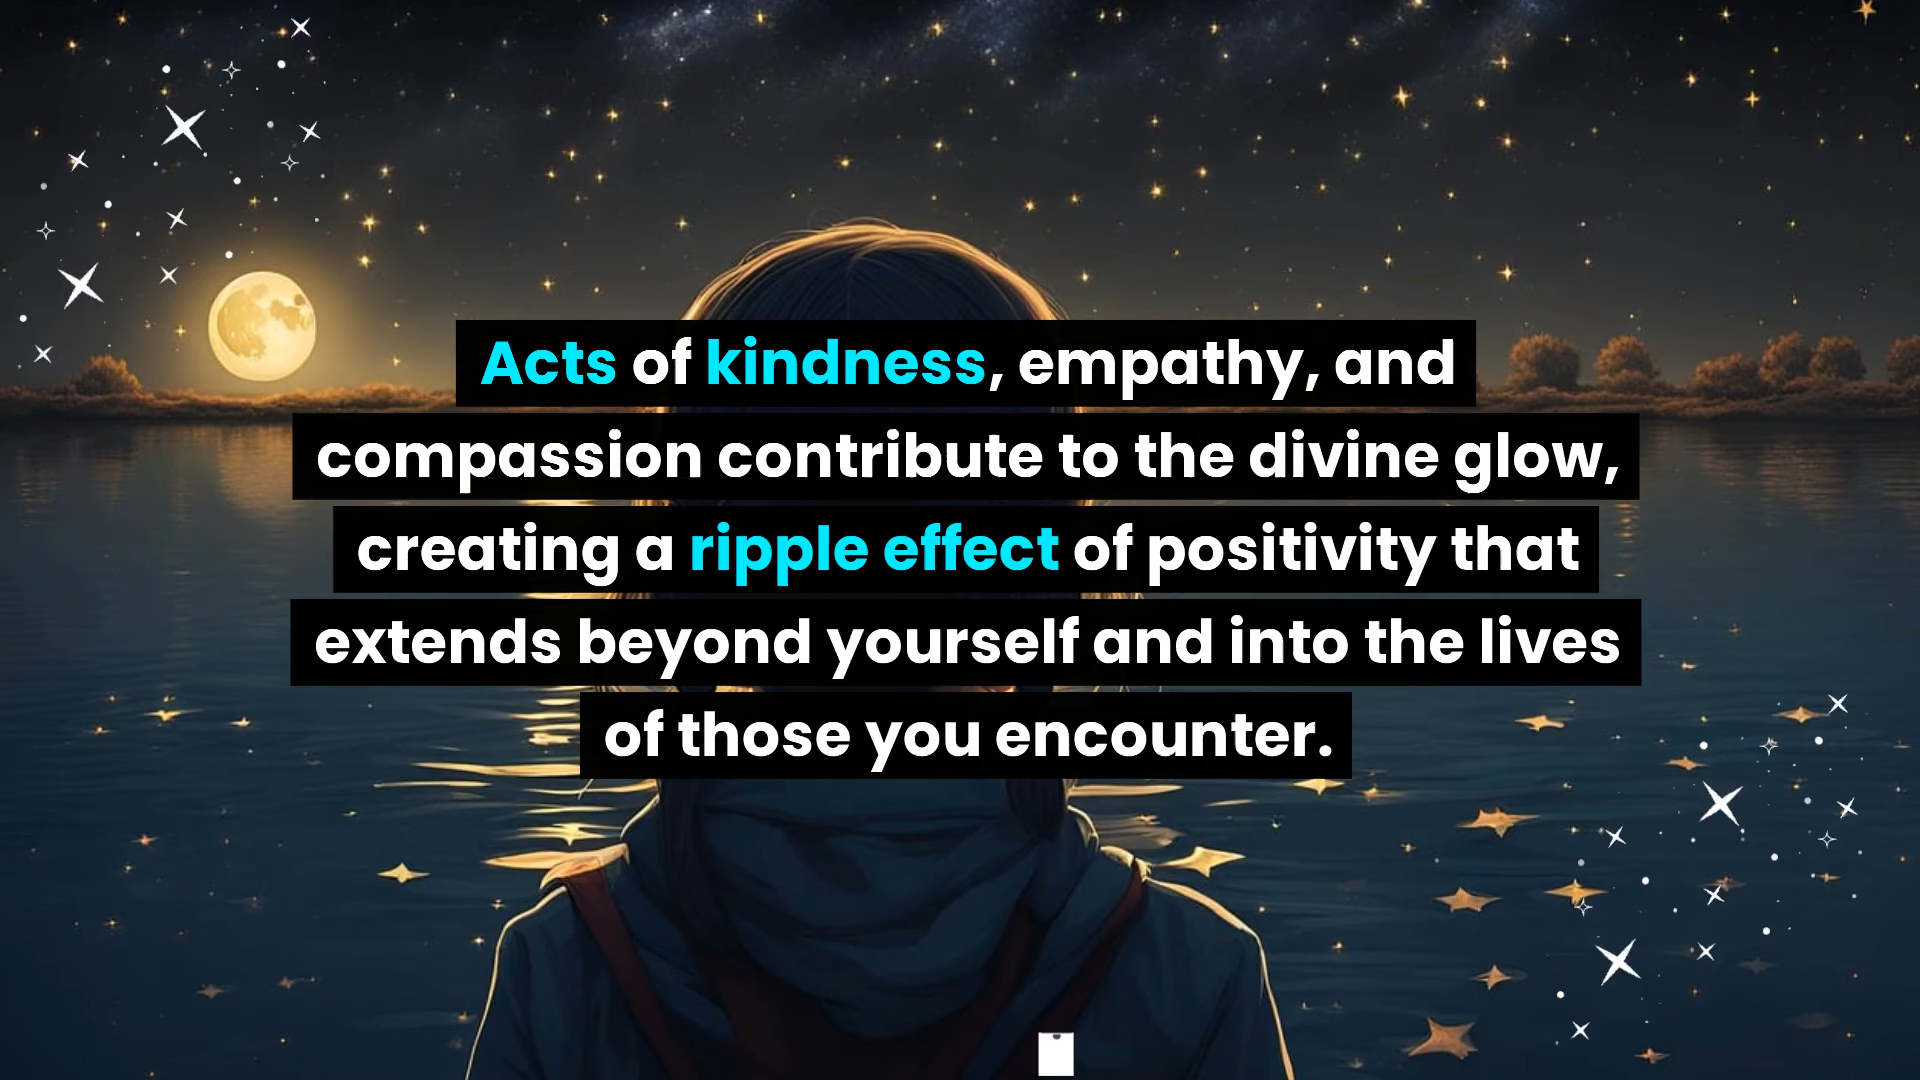 Acts of kindness, empathy, and
compassion contribute to the divine glow,
creating a ripple effect of positivity that
extends beyond yourself and into the lives
of those you encounter.